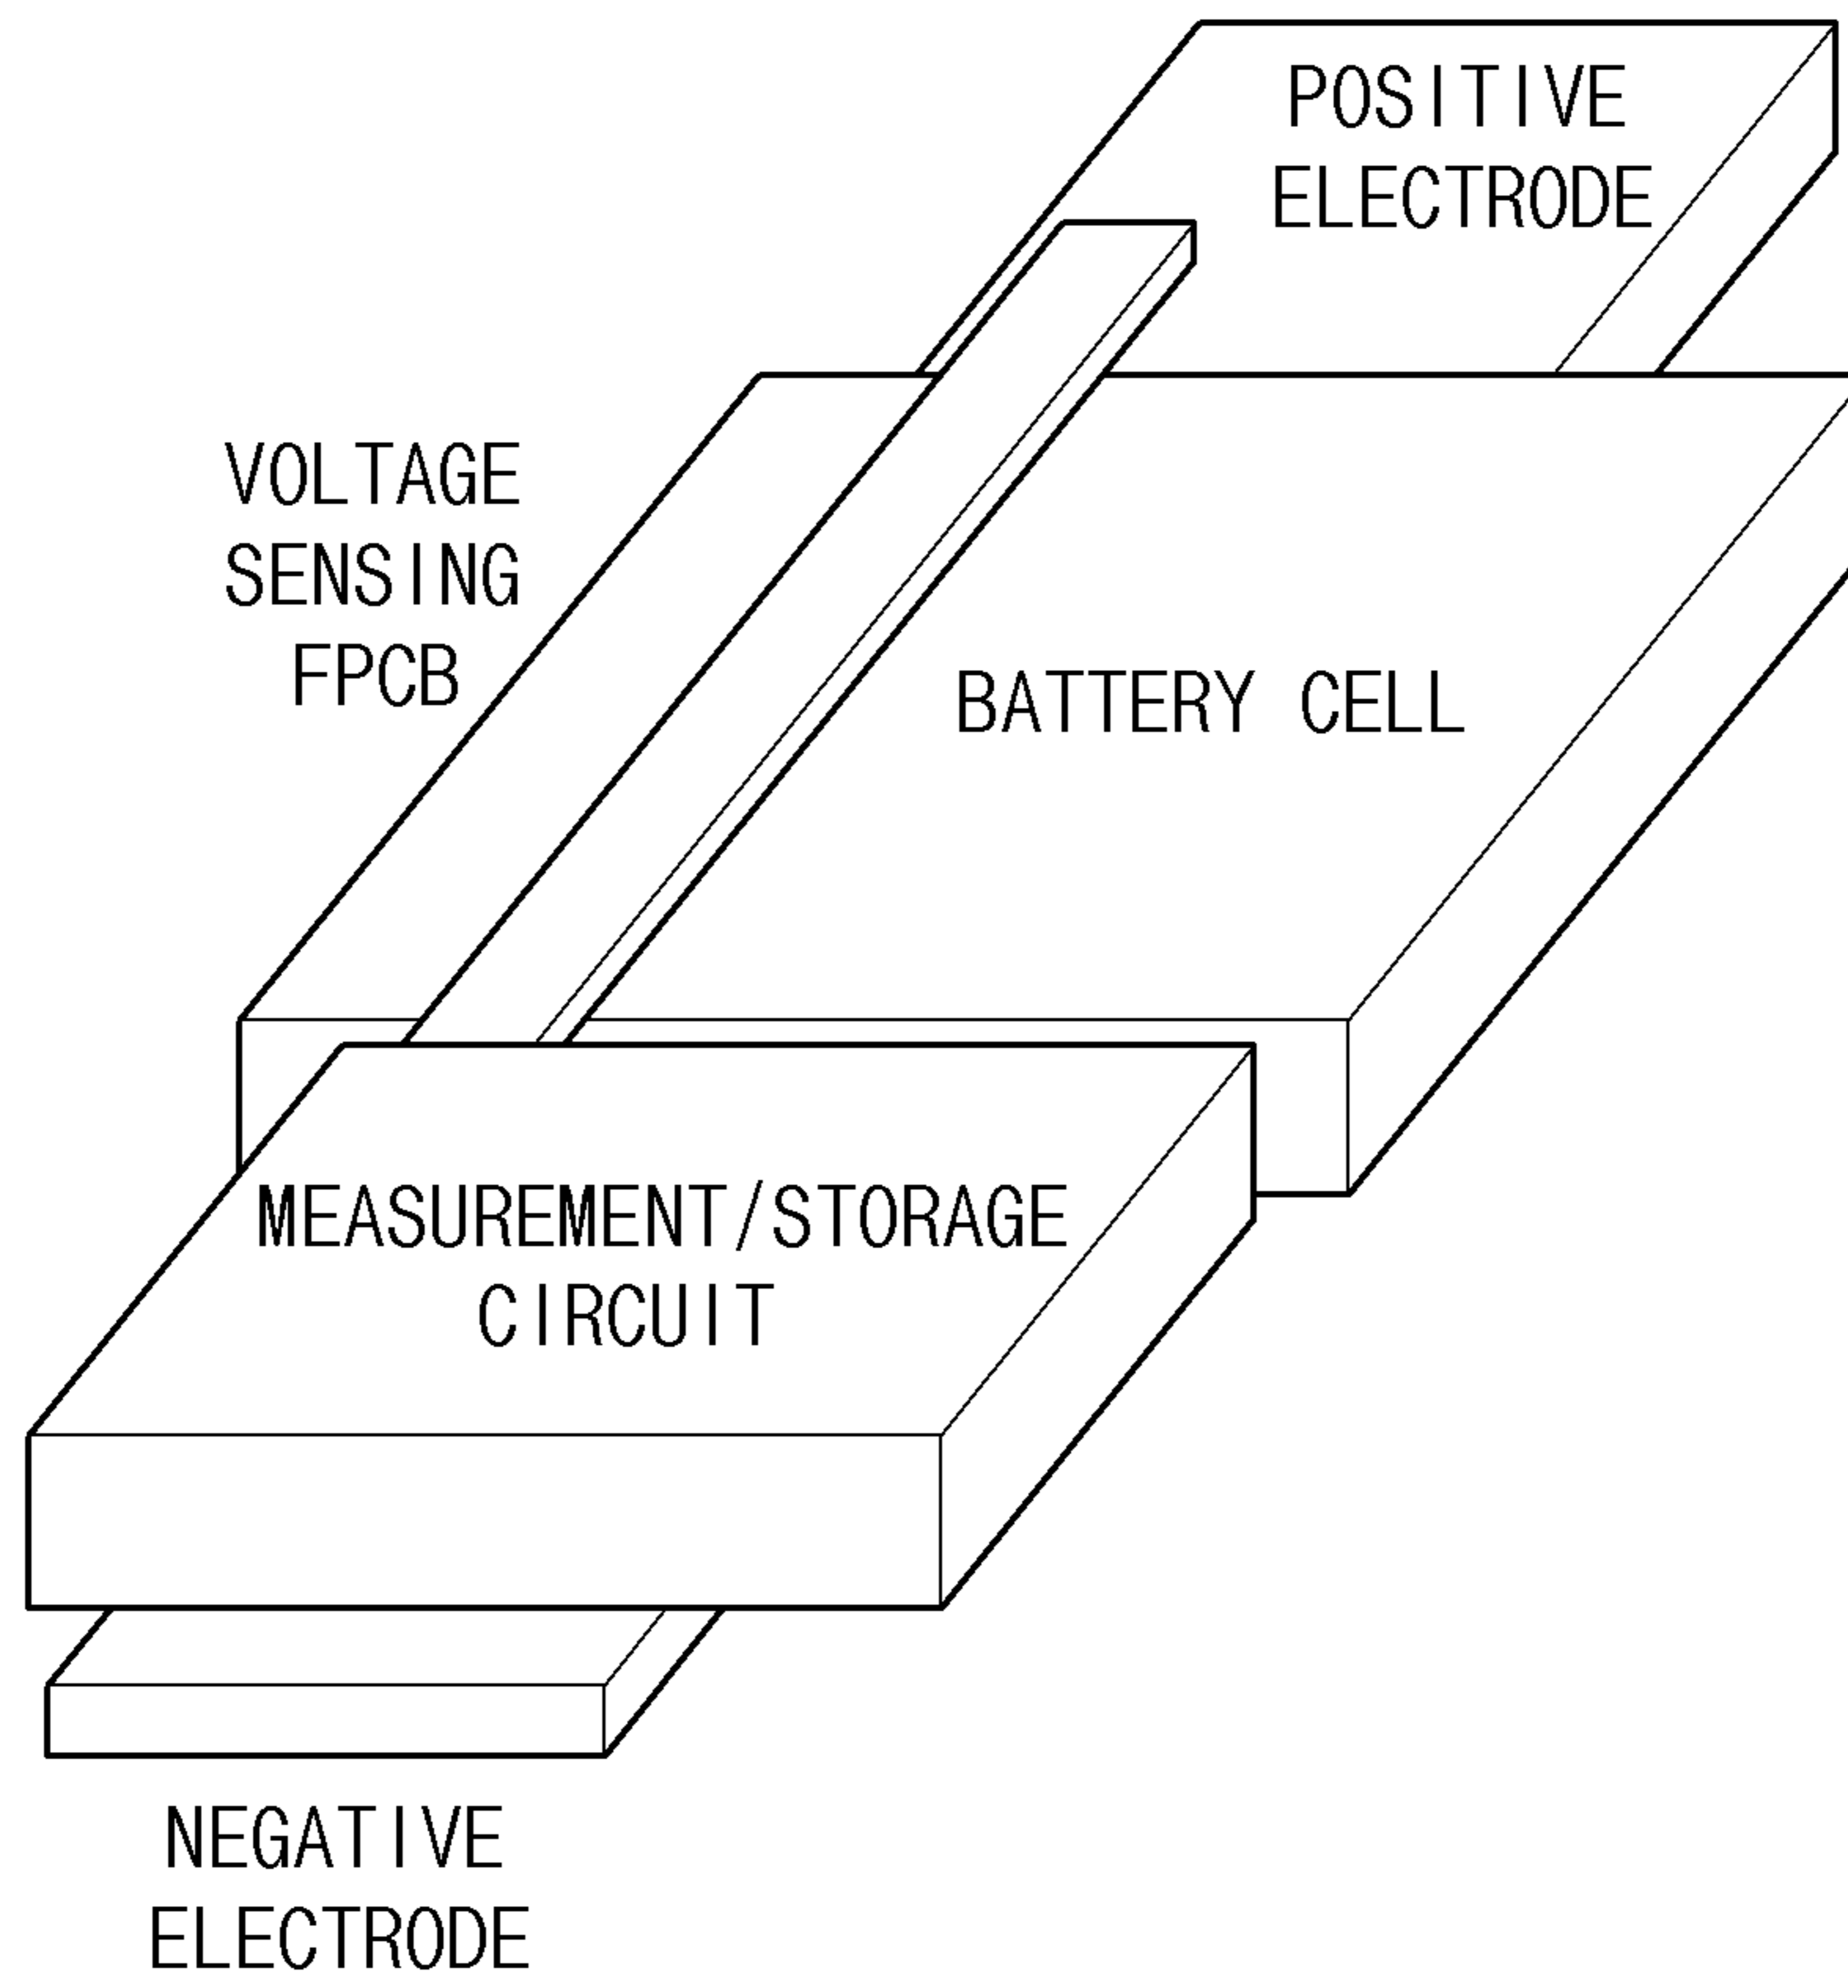 POSITIVE
ELECTRODE
VOLTAGE
SENSING
FPCB
BATTERY CELL
MEASUREMENT/STORAGE
CIRCUIT
NEGATIVE
ELECTRODE